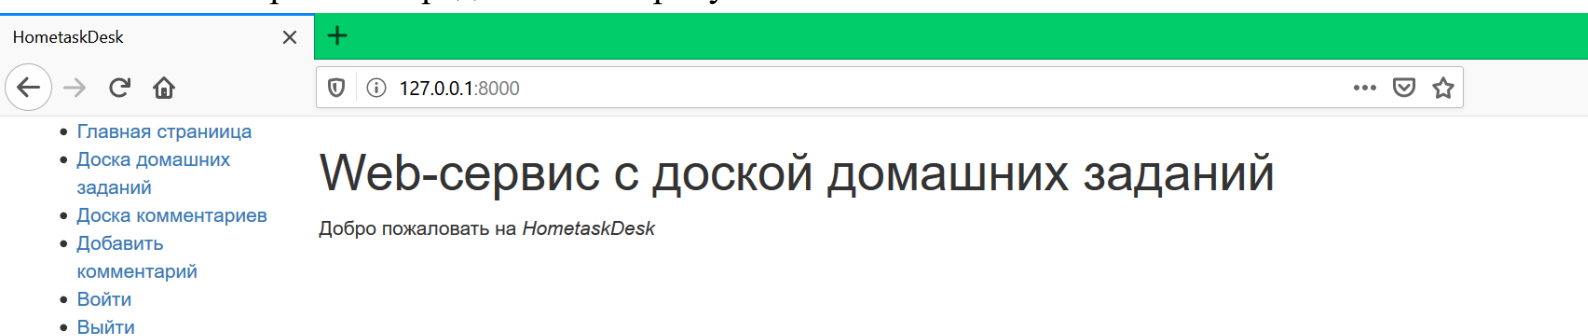 HometaskDesk
127.0.0.1:8000
Главная страниица
Доска домашних
заданий
Доска комментариев
Добавить
комментарий
Войти
Выйти
Web-сервис с доской домашних заданий
Добро пожаловать на HometaskDesk